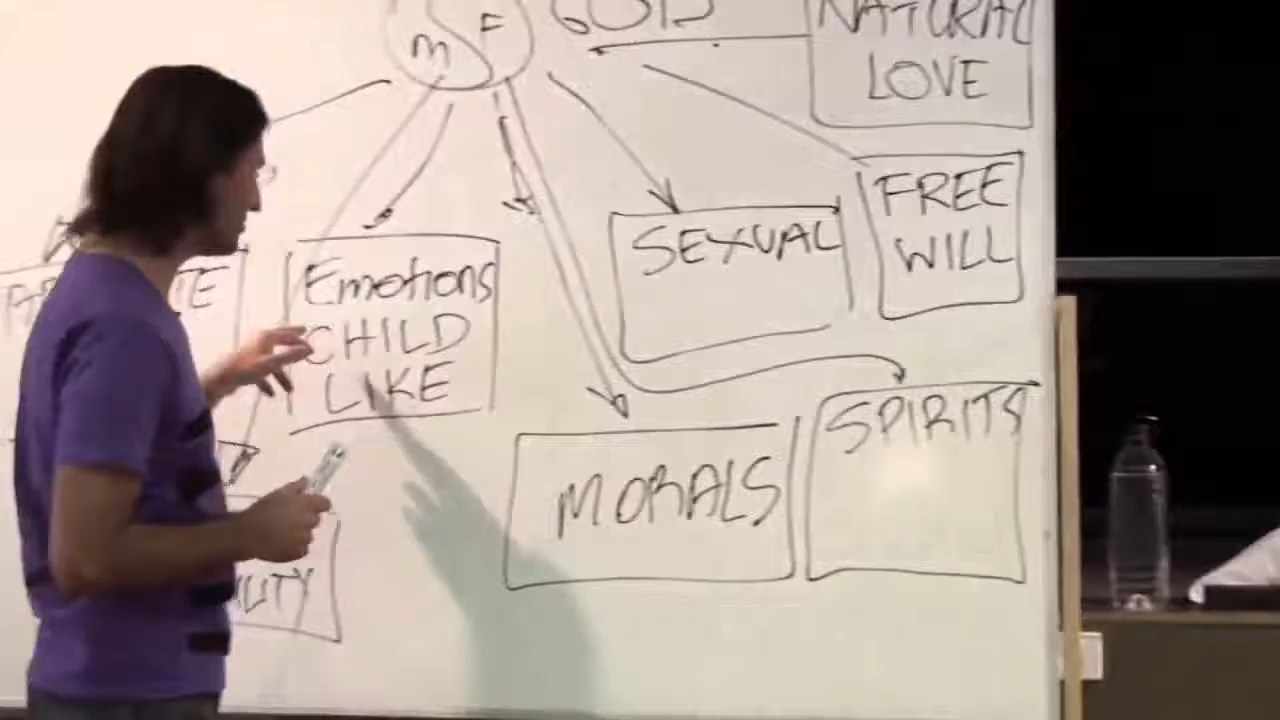 M F GOD
NATURAL
LOVE
FREE
WILL
SEXUAL
Emotions
CHILD
LIKE
SPIRITS
MORALS